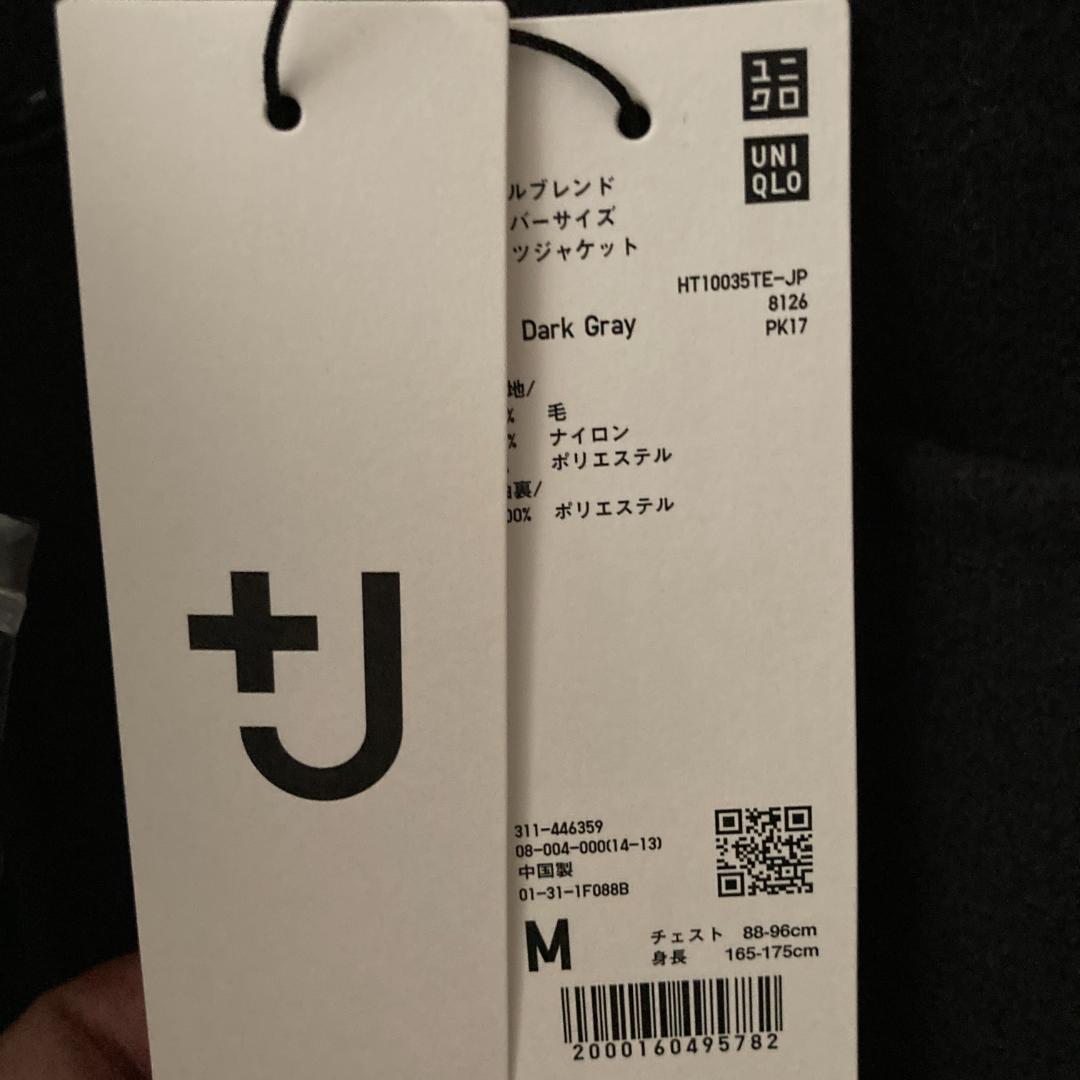 +J
ユニ
クロ
UNI
QLO
ルブレンド
バーサイズ
ツジャケット
HT10035TE-JP
8126
PK17
Dark Gray
地/
% 毛
% ナイロン
ポリエステル
裏/
00% ポリエステル
311-446359
08-004-000(14-13)
中国製
01-31-1F088B
M
チェスト 88-96cm
身長 165-175cm
2000160495782